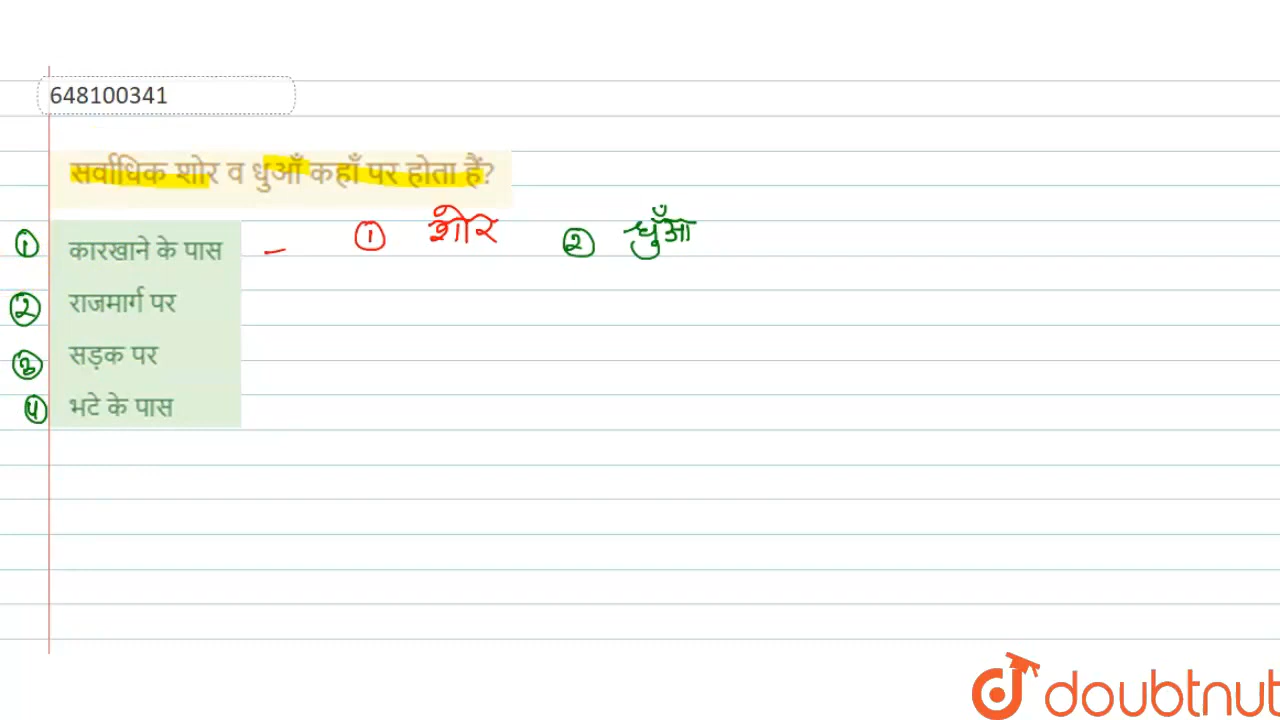 648100341
सर्वाधिक शोर व धुआँ कहाँ पर होता हैं?
① कारखाने के पास – ① शोर ② धुँआ
② राजमार्ग पर
③ सड़क पर
④ भटे के पास
doubtnut